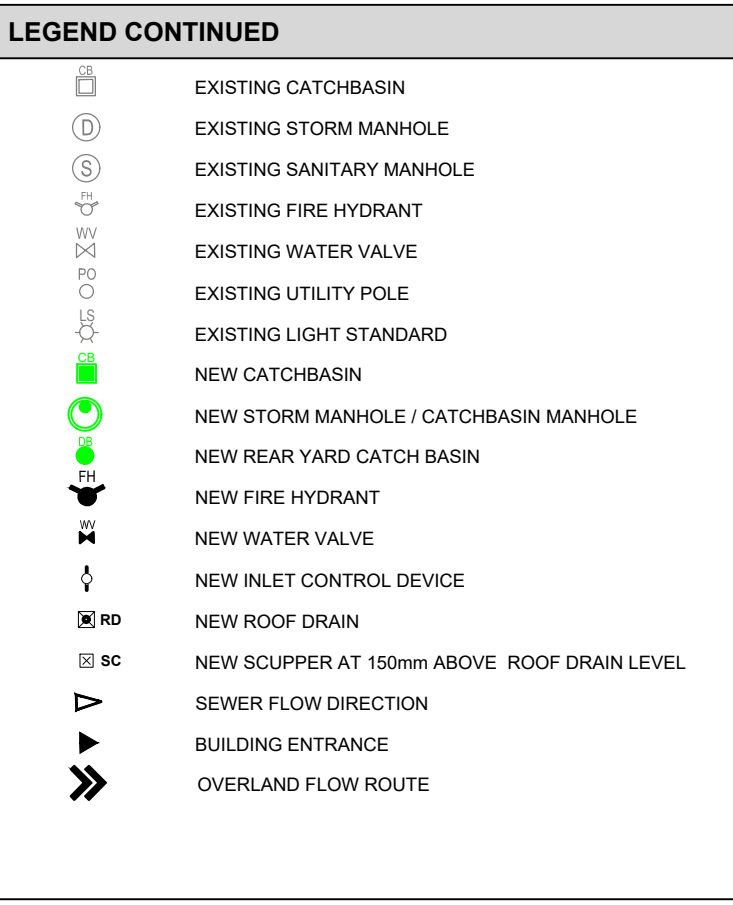 LEGEND CONTINUED
CB
EXISTING CATCHBASIN
D EXISTING STORM MANHOLE
S EXISTING SANITARY MANHOLE
FH
EXISTING FIRE HYDRANT
WV
EXISTING WATER VALVE
PO
EXISTING UTILITY POLE
LS
EXISTING LIGHT STANDARD
CB
NEW CATCHBASIN
NEW STORM MANHOLE / CATCHBASIN MANHOLE
DB
NEW REAR YARD CATCH BASIN
FH
NEW FIRE HYDRANT
WV
NEW WATER VALVE
NEW INLET CONTROL DEVICE
RD NEW ROOF DRAIN
SC NEW SCUPPER AT 150mm ABOVE ROOF DRAIN LEVEL
SEWER FLOW DIRECTION
BUILDING ENTRANCE
OVERLAND FLOW ROUTE